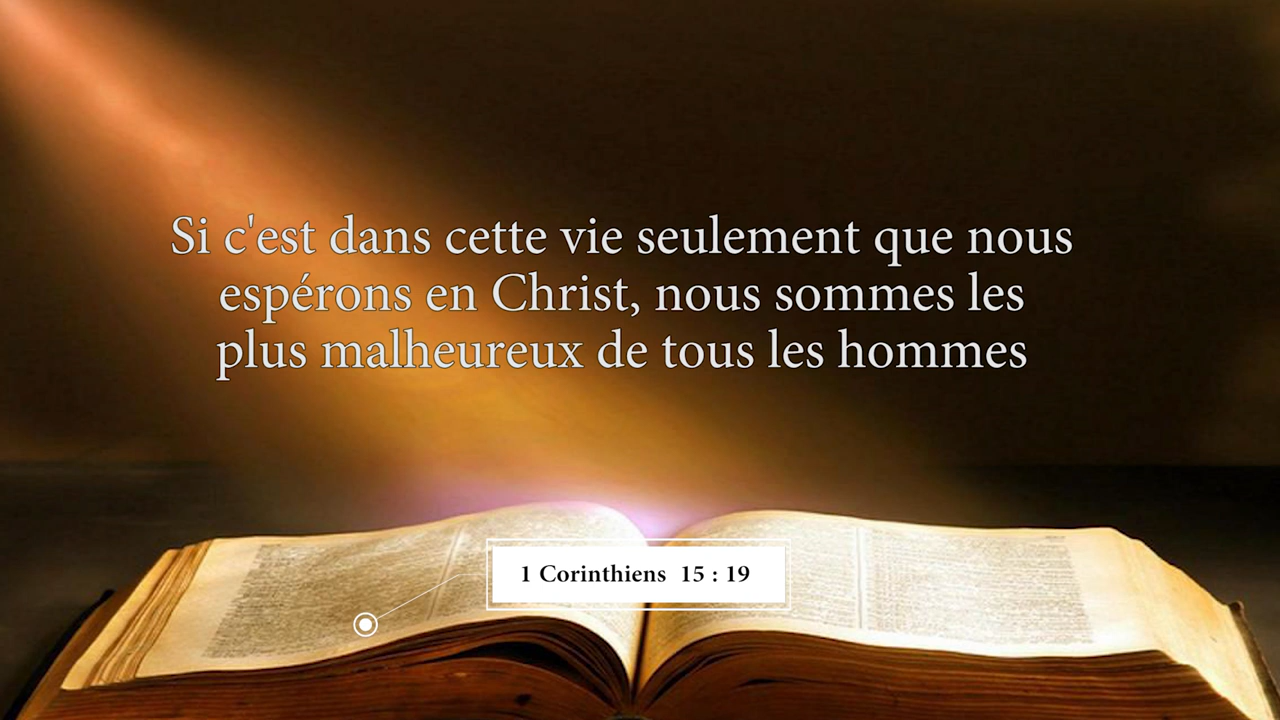 Si c'est dans cette vie seulement que nous
espérons en Christ, nous sommes les
plus malheureux de tous les hommes
1 Corinthiens 15 : 19